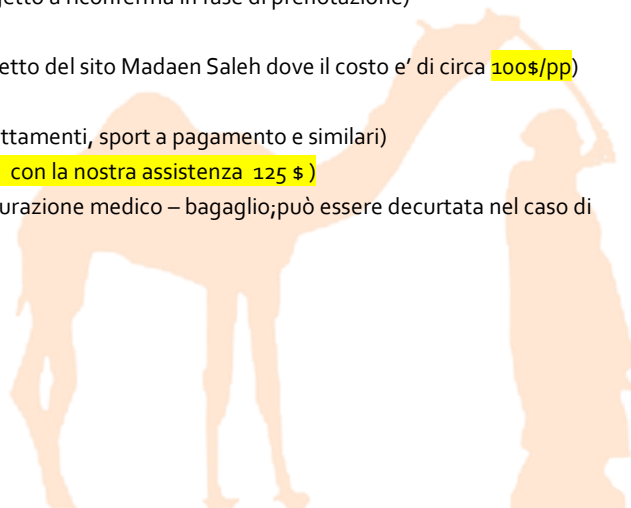 getto a riconferma in fase di prenotazione)
etto del sito Madaen Saleh dove il costo e’ di circa 100$/pp)
ttamenti, sport a pagamento e similari)
con la nostra assistenza 125 $ )
urazione medico – bagaglio;può essere decurtata nel caso di